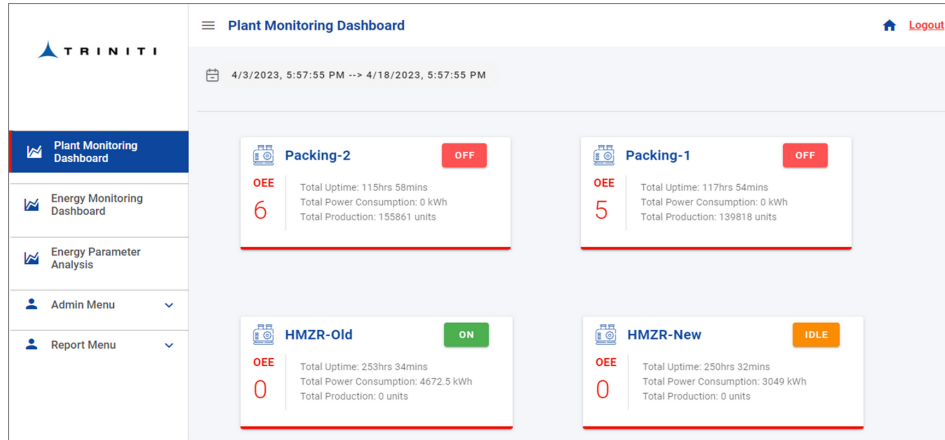 TRINITI
Plant Monitoring Dashboard
Logout
4/3/2023, 5:57:55 PM --> 4/18/2023, 5:57:55 PM
Plant Monitoring
Dashboard
Energy Monitoring
Dashboard
Energy Parameter
Analysis
Admin Menu
Report Menu
Packing-2
OFF
OEE
6
Total Uptime: 115hrs 58mins
Total Power Consumption: 0 kWh
Total Production: 155861 units
Packing-1
OFF
OEE
5
Total Uptime: 117hrs 54mins
Total Power Consumption: 0 kWh
Total Production: 139818 units
HMZR-Old
ON
OEE
0
Total Uptime: 253hrs 34mins
Total Power Consumption: 4672.5 kWh
Total Production: 0 units
HMZR-New
IDLE
OEE
0
Total Uptime: 250hrs 32mins
Total Power Consumption: 3049 kWh
Total Production: 0 units